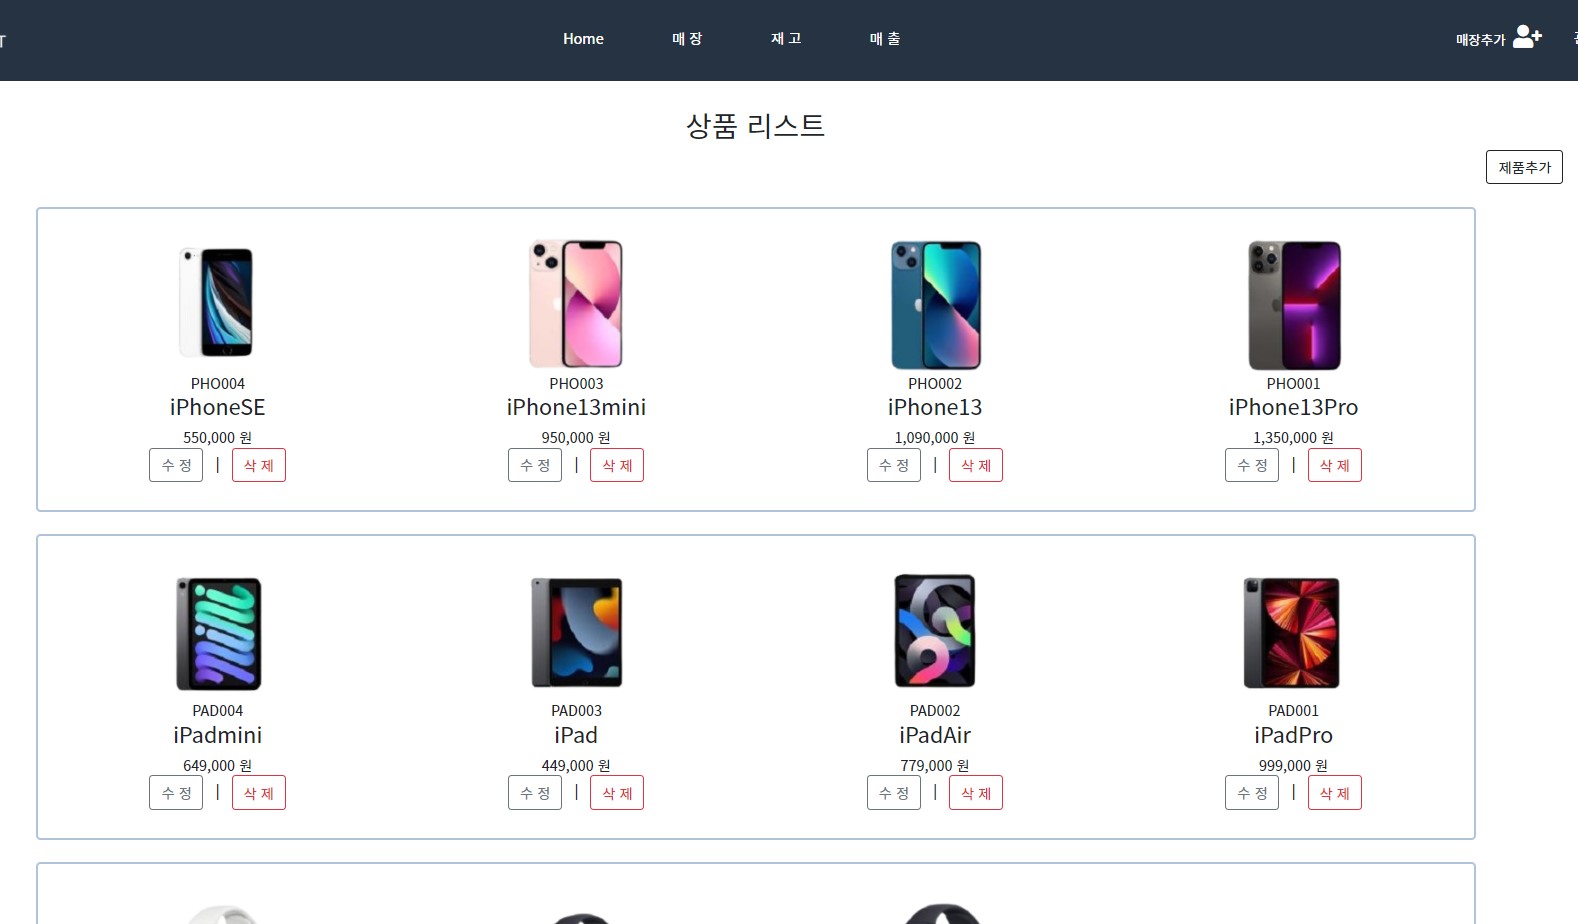 Home 매 장 재 고 매 출 매장추가
상품 리스트
제품추가
PHO004 PHO003 PHO002 PHO001
iPhoneSE iPhone13mini iPhone13 iPhone13Pro
550,000 원 950,000 원 1,090,000 원 1,350,000 원
수 정 | 삭 제 수 정 | 삭 제 수 정 | 삭 제 수 정 | 삭 제
PAD004 PAD003 PAD002 PAD001
iPadmini iPad iPadAir iPadPro
649,000 원 449,000 원 779,000 원 999,000 원
수 정 | 삭 제 수 정 | 삭 제 수 정 | 삭 제 수 정 | 삭 제